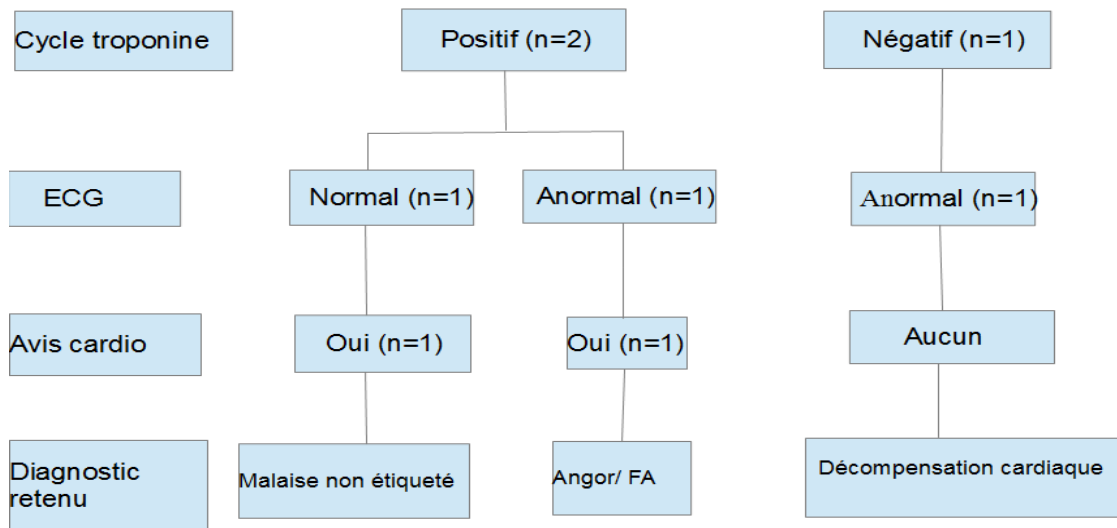 Cycle troponine
Positif (n=2)
Négatif (n=1)
ECG
Normal (n=1)
Anormal (n=1)
Anormal (n=1)
Avis cardio
Oui (n=1)
Oui (n=1)
Aucun
Diagnostic
retenu
Malaise non étiqueté
Angor/ FA
Décompensation cardiaque